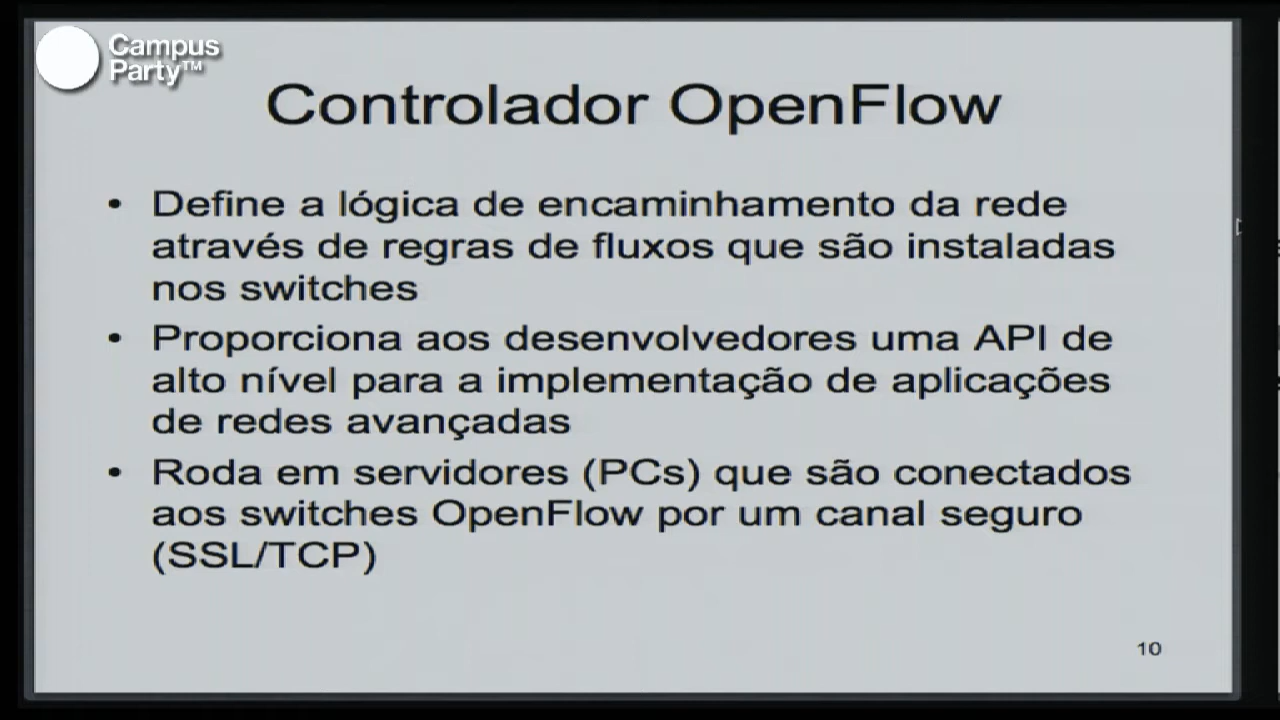 Campus
Party™
Controlador OpenFlow
• Define a lógica de encaminhamento da rede
através de regras de fluxos que são instaladas
nos switches
• Proporciona aos desenvolvedores uma API de
alto nível para a implementação de aplicações
de redes avançadas
• Roda em servidores (PCs) que são conectados
aos switches OpenFlow por um canal seguro
(SSL/TCP)
10